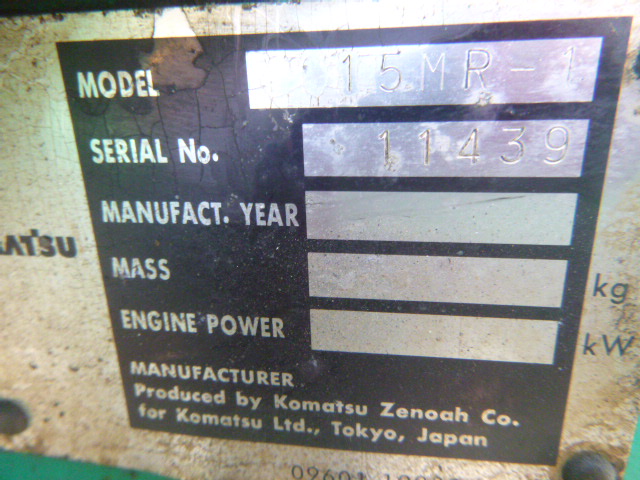 MODEL 15MR-1
SERIAL No. 11439
MANUFACT. YEAR
MASS kg
ENGINE POWER kW
MANUFACTURER
Produced by Komatsu Zenoah Co.
for Komatsu Ltd., Tokyo, Japan